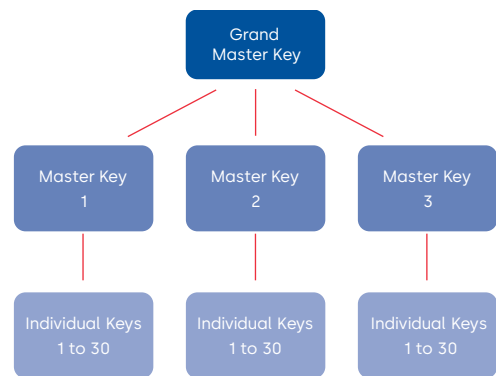 Grand
Master Key
Master Key
1
Master Key
2
Master Key
3
Individual Keys
1 to 30
Individual Keys
1 to 30
Individual Keys
1 to 30